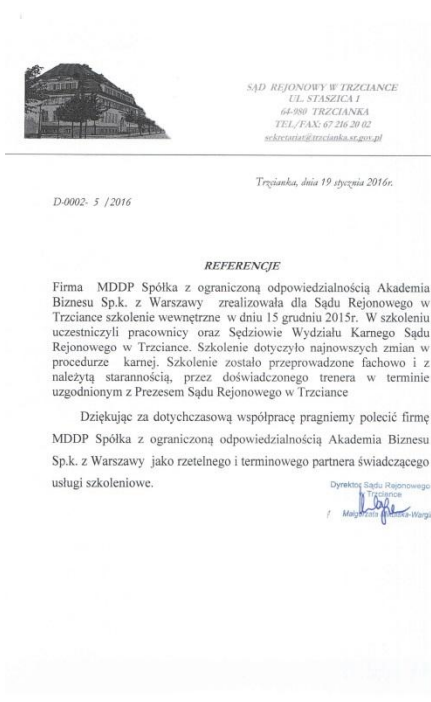 SĄD REJONOWY W TRZCIANCE
UL. STASZICA 1
64-980 TRZCIANKA
TEL./FAX: 67 216 20 02
sekretariat@trzcianka.sr.gov.pl
Trzcianka, dnia 19 stycznia 2016r.
D-0002- 5 /2016
REFERENCJE
Firma MDDP Spółka z ograniczoną odpowiedzialnością Akademia
Biznesu Sp.k. z Warszawy zrealizowała dla Sądu Rejonowego w
Trzciance szkolenie wewnętrzne w dniu 15 grudniu 2015r. W szkoleniu
uczestniczyli pracownicy oraz Sędziowie Wydziału Karnego Sądu
Rejonowego w Trzciance. Szkolenie dotyczyło najnowszych zmian w
procedurze karnej. Szkolenie zostało przeprowadzone fachowo i z
należytą starannością, przez doświadczonego trenera w terminie
uzgodnionym z Prezesem Sądu Rejonowego w Trzciance
Dziękując za dotychczasową współpracę pragniemy polecić firmę
MDDP Spółka z ograniczoną odpowiedzialnością Akademia Biznesu
Sp.k. z Warszawy jako rzetelnego i terminowego partnera świadczącego
usługi szkoleniowe.
Dyrektor Sądu Rejonowego
w Trzciance